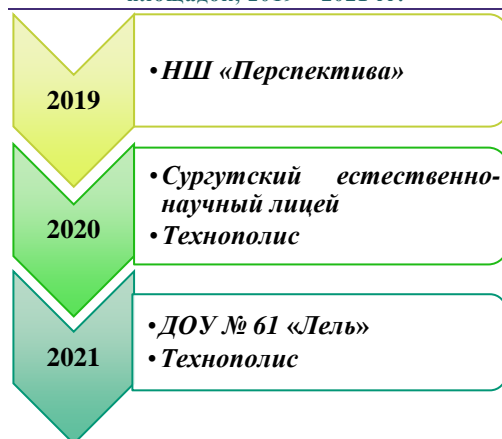 2019
• НШ «Перспектива»
2020
• Сургутский естественно-
научный лицей
• Технополис
2021
• ДОУ № 61 «Лель»
• Технополис